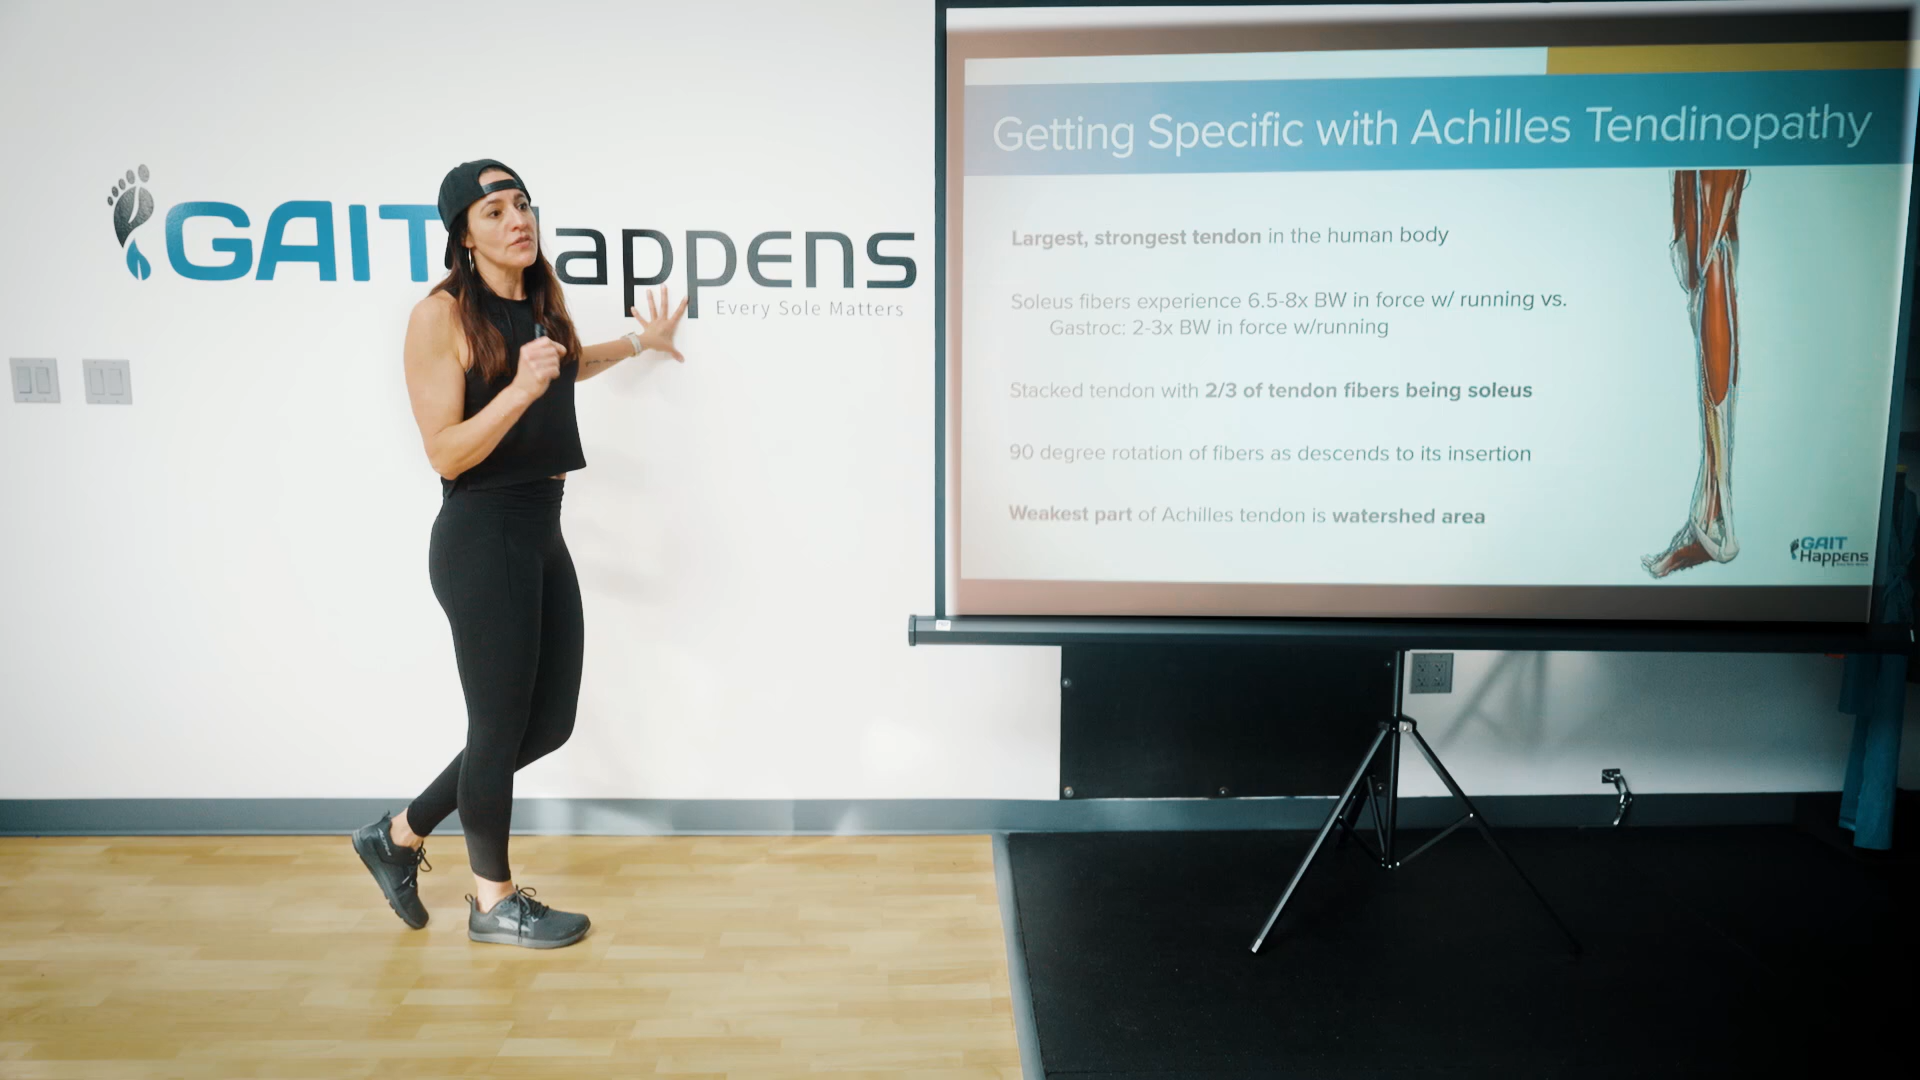 GAIT Happens
Every Sole Matters
Getting Specific with Achilles Tendinopathy
Largest, strongest tendon in the human body
Soleus fibers experience 6.5-8x BW in force w/ running vs.
Gastroc: 2-3x BW in force w/running
Stacked tendon with 2/3 of tendon fibers being soleus
90 degree rotation of fibers as descends to its insertion
Weakest part of Achilles tendon is watershed area
GAIT
Happens